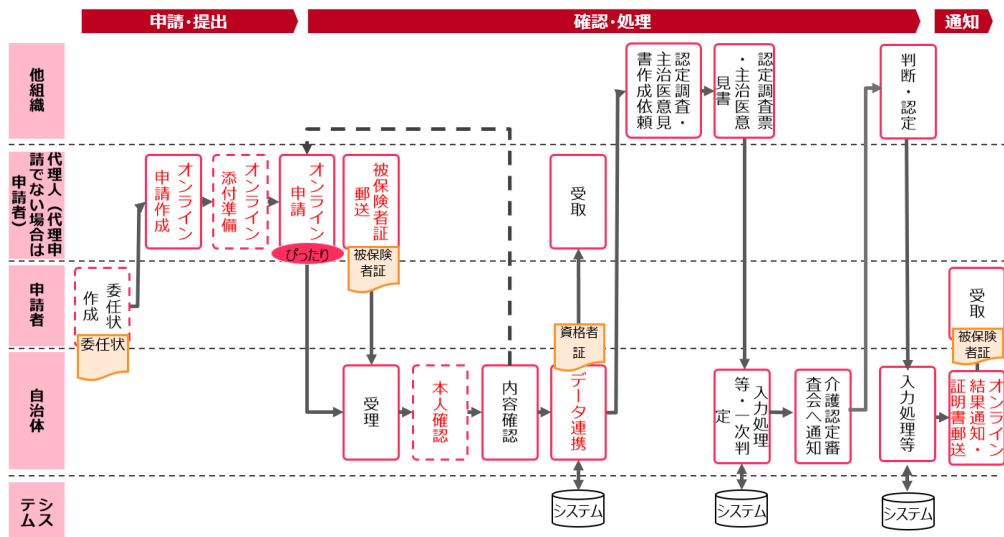 申請・提出
確認・処理
通知
他組織
認定調査・
主治医意見
書作成依頼
認定調査票
・主治医意
見書
判断・認定
代理人（代理申
請でない場合は
申請者）
オンライン
申請作成
オンライン
添付準備
オンライン
申請
ぴったり
被保険者証
郵送
被保険
者証
受取
申請者
委任状
作成
委任状
資格者
証
受取
被保険
者証
自治体
受理
本人確認
内容確認
データ連携
入力処理
等・一次判
定
介護認定審
査会へ通知
入力処理等
オンライン
結果通知・
証明書郵送
シス
テム
システム
システム
システム